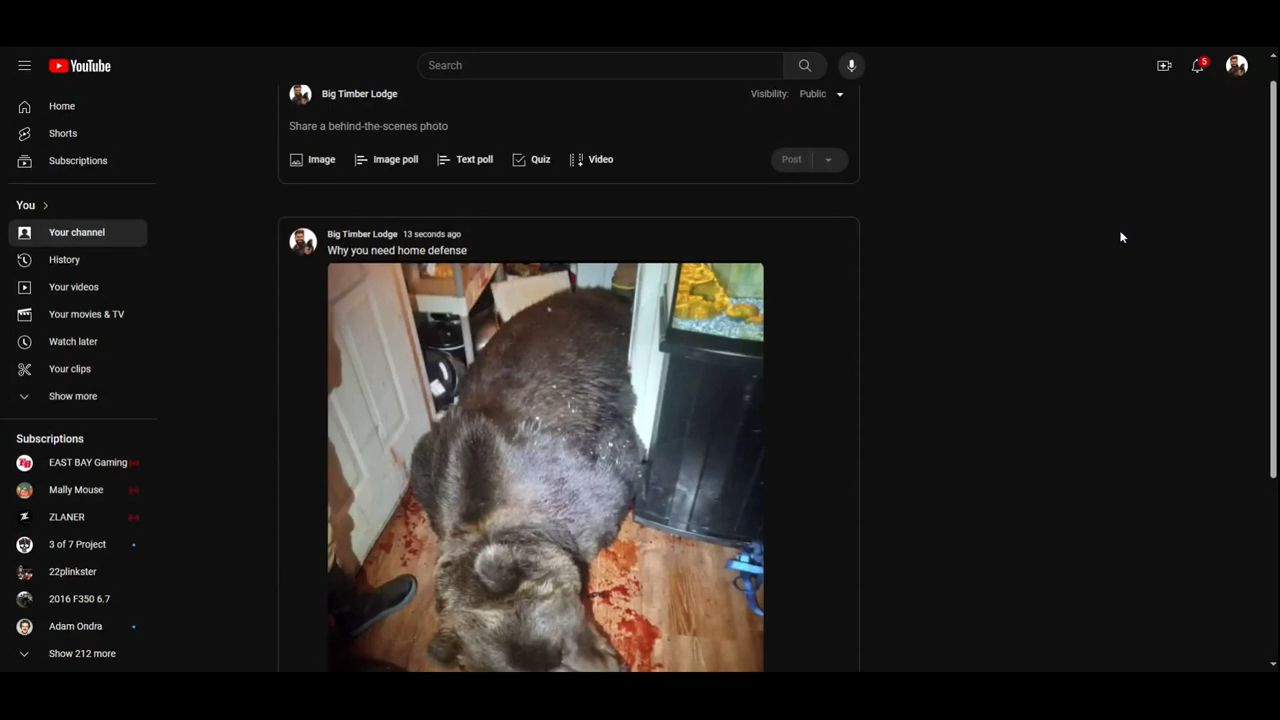 YouTube
Search
5
Home
Shorts
Subscriptions
You
Your channel
History
Your videos
Your movies & TV
Watch later
Your clips
Show more
Subscriptions
EAST BAY Gaming
Mally Mouse
ZLANER
3 of 7 Project
22plinkster
2016 F350 6.7
Adam Ondra
Show 212 more
Big Timber Lodge
Visibility: Public
Share a behind-the-scenes photo
Image Image poll Text poll Quiz Video Post
Big Timber Lodge 13 seconds ago
Why you need home defense